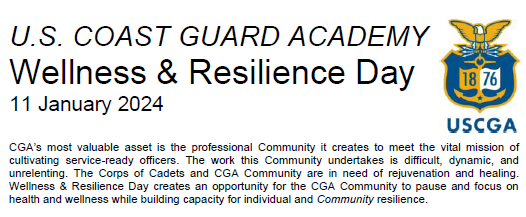 U.S. COAST GUARD ACADEMY
Wellness & Resilience Day
11 January 2024
18 76
USCGA
CGA's most valuable asset is the professional Community it creates to meet the vital mission of
cultivating service-ready officers. The work this Community undertakes is difficult, dynamic, and
unrelenting. The Corps of Cadets and CGA Community are in need of rejuvenation and healing.
Wellness & Resilience Day creates an opportunity for the CGA Community to pause and focus on
health and wellness while building capacity for individual and Community resilience.